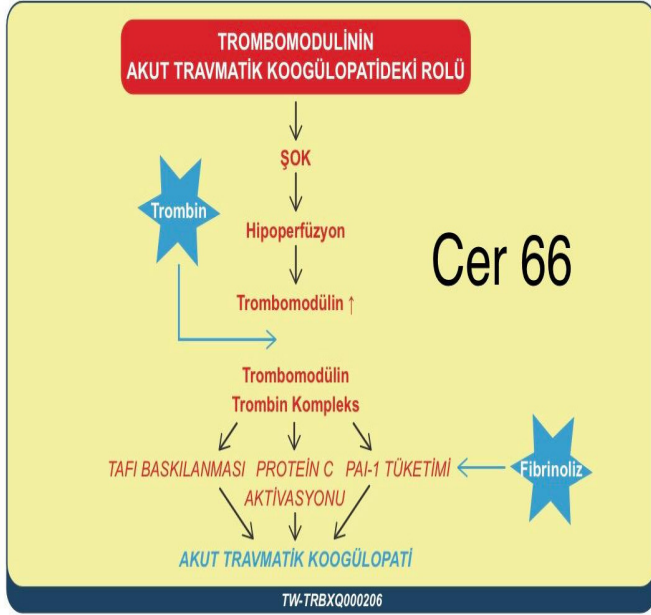 TROMBOMODULİNİN
AKUT TRAVMATİK KOOGÜLOPATİDEKİ ROLÜ
ŞOK
Trombin
Hipoperfüzyon
Cer 66
Trombomodülin ↑
Trombomodülin
Trombin Kompleks
TAFI BASKILANMASI PROTEİN C PAI-1 TÜKETİMİ
AKTİVASYONU
Fibrinoliz
AKUT TRAVMATİK KOOGÜLOPATİ
TW-TRBXQ000206